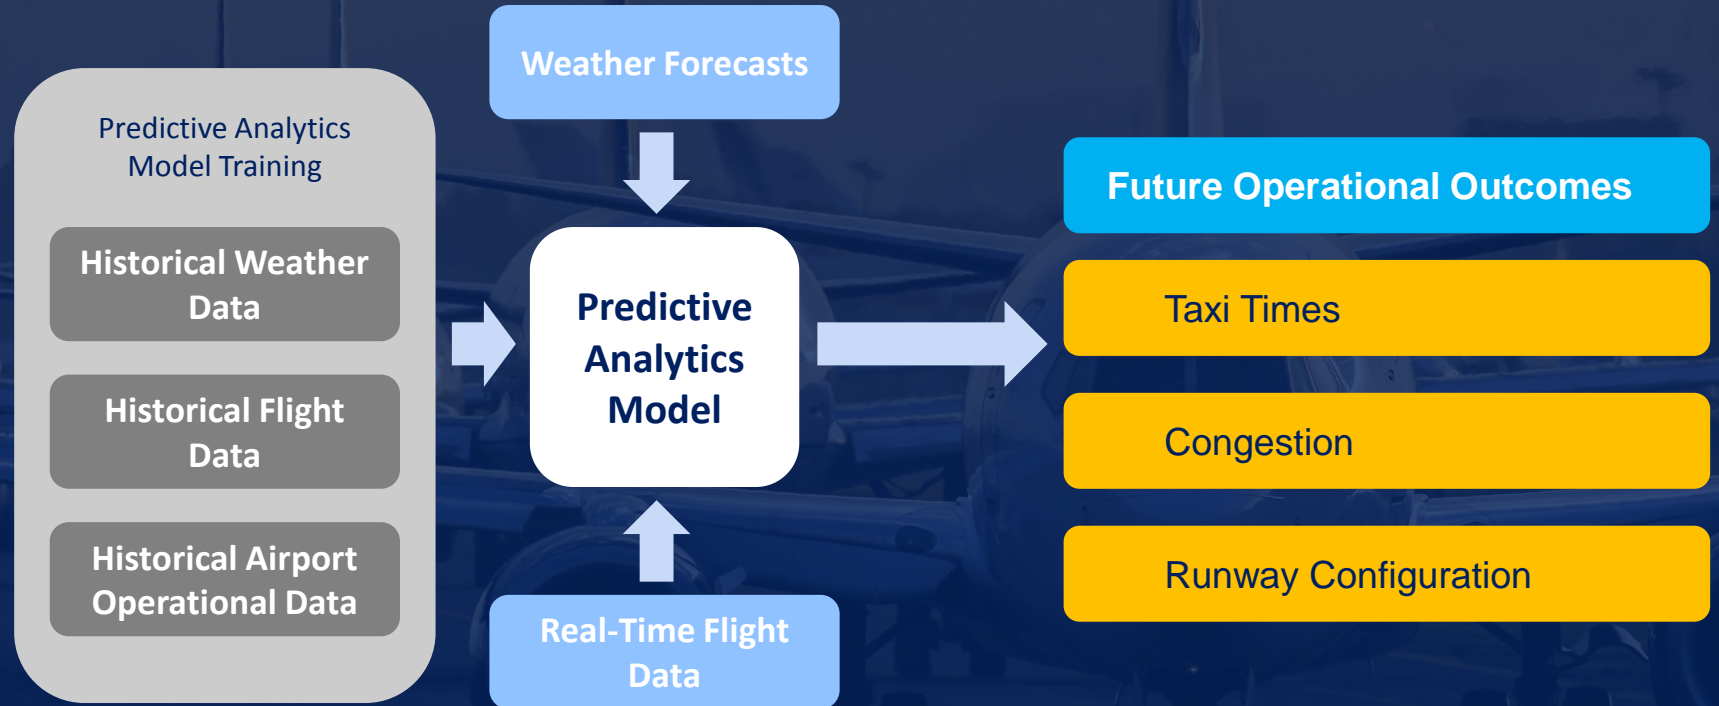 Predictive Analytics
Model Training
Historical Weather
Data
Historical Flight
Data
Historical Airport
Operational Data
Weather Forecasts
Predictive
Analytics
Model
Real-Time Flight
Data
Future Operational Outcomes
Taxi Times
Congestion
Runway Configuration